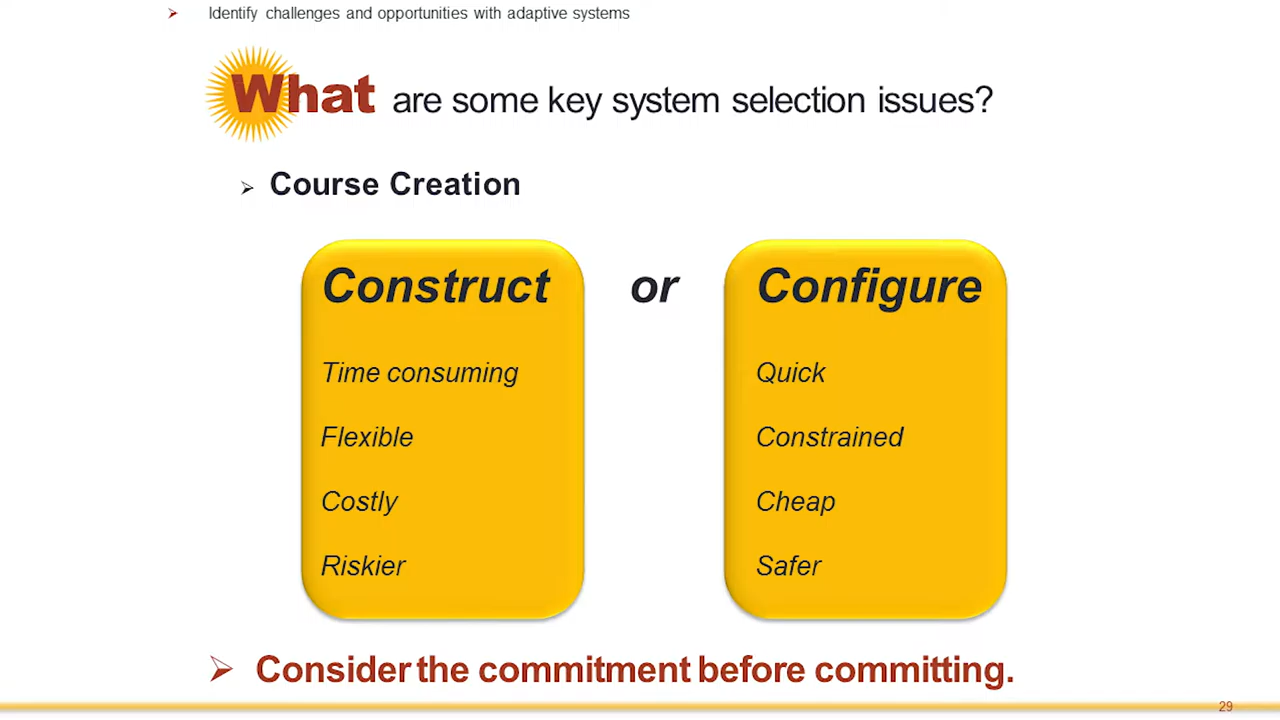 ➢ Identify challenges and opportunities with adaptive systems
What are some key system selection issues?
➢ Course Creation
Construct or Configure
Time consuming
Flexible
Costly
Riskier
Quick
Constrained
Cheap
Safer
➢ Consider the commitment before committing.
29